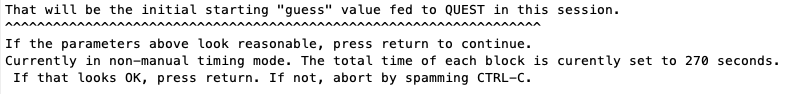 That will be the initial starting "guess" value fed to QUEST in this session.
^^^^^^^^^^^^^^^^^^^^^^^^^^^^^^^^^^^^^^^^^^^^^^^^^^^^^^^^^^^^^^^^^^^
If the parameters above look reasonable, press return to continue.
Currently in non-manual timing mode. The total time of each block is curently set to 270 seconds.
 If that looks OK, press return. If not, abort by spamming CTRL-C.